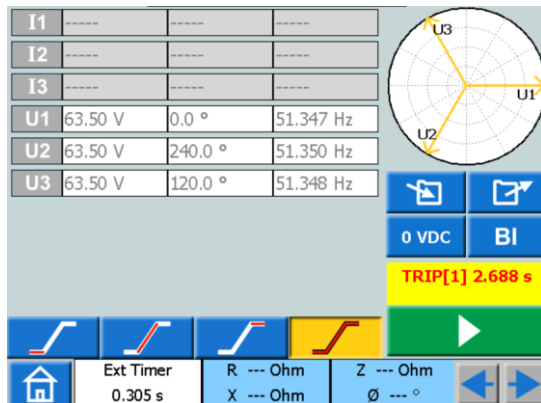 I1 ----- ----- -----
I2 ----- ----- -----
I3 ----- ----- -----
U1 63.50 V 0.0 ° 51.347 Hz
U2 63.50 V 240.0 ° 51.350 Hz
U3 63.50 V 120.0 ° 51.348 Hz
U3
U1
U2
0 VDC BI
TRIP[1] 2.688 s
Ext Timer R --- Ohm Z --- Ohm
0.305 s X --- Ohm Ø --- °